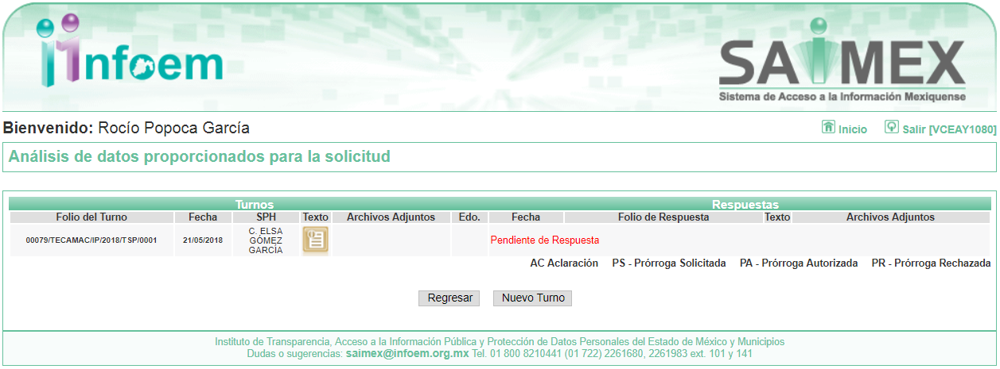 infoem
SAIMEX
Sistema de Acceso a la Información Mexiquense
Bienvenido: Rocío Popoca García
Inicio Salir [VCEAY1080]
Análisis de datos proporcionados para la solicitud
Turnos Respuestas
Folio del Turno Fecha SPH Texto Archivos Adjuntos Edo. Fecha Folio de Respuesta Texto Archivos Adjuntos
00079/TECAMAC/IP/2018/TSP/0001 21/05/2018 C. ELSA GÓMEZ GARCÍA Pendiente de Respuesta
AC Aclaración PS - Prórroga Solicitada PA - Prórroga Autorizada PR - Prórroga Rechazada
Regresar Nuevo Turno
Instituto de Transparencia, Acceso a la Información Pública y Protección de Datos Personales del Estado de México y Municipios
Dudas o sugerencias: saimex@infoem.org.mx Tel. 01 800 8210441 (01 722) 2261680, 2261983 ext. 101 y 141